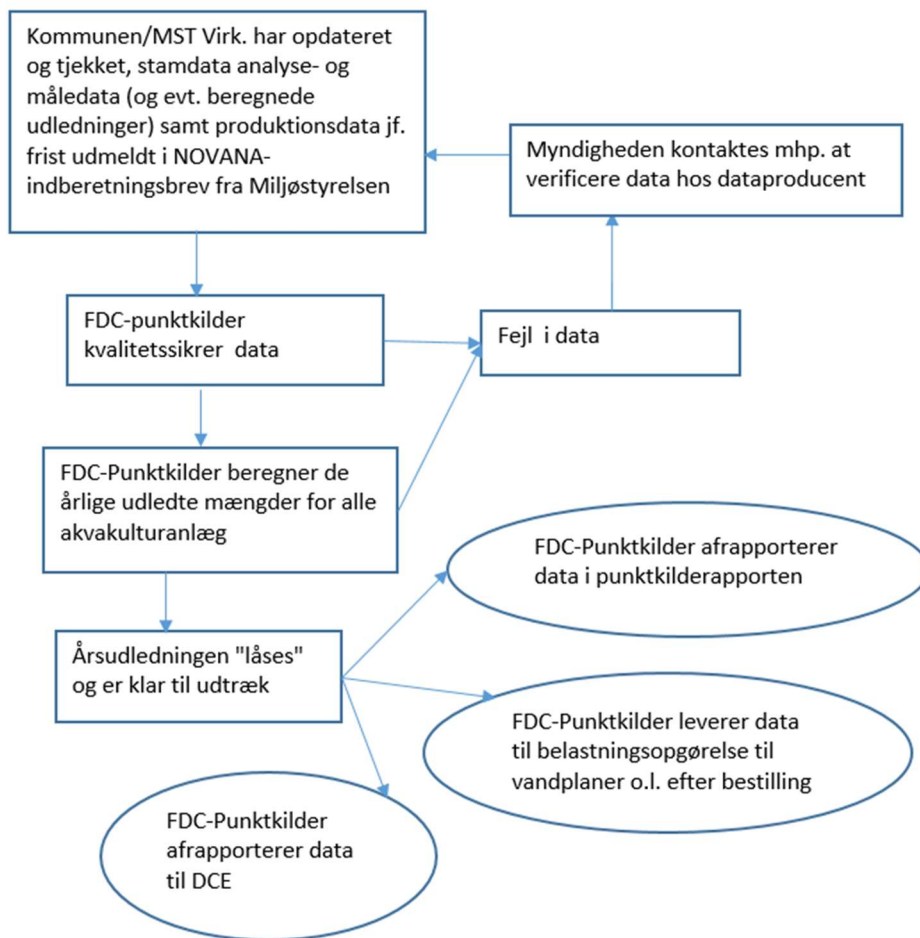 Kommunen/MST Virk. har opdateret
og tjekket, stamdata analyse- og
måledata (og evt. beregnede
udledninger) samt produktionsdata jf.
frist udmeldt i NOVANA-
indberetningsbrev fra Miljøstyrelsen
Myndigheden kontaktes mhp. at
verificere data hos dataproducent
FDC-punktkilder
kvalitetssikrer data
Fejl i data
FDC-Punktkilder beregner de
årlige udledte mængder for alle
akvakulturanlæg
FDC-Punktkilder afrapporterer
data i punktkilderapporten
Årsudledningen "låses"
og er klar til udtræk
FDC-Punktkilder leverer data
til belastningsopgørelse til
vandplaner o.l. efter bestilling
FDC-Punktkilder
afrapporterer data
til DCE